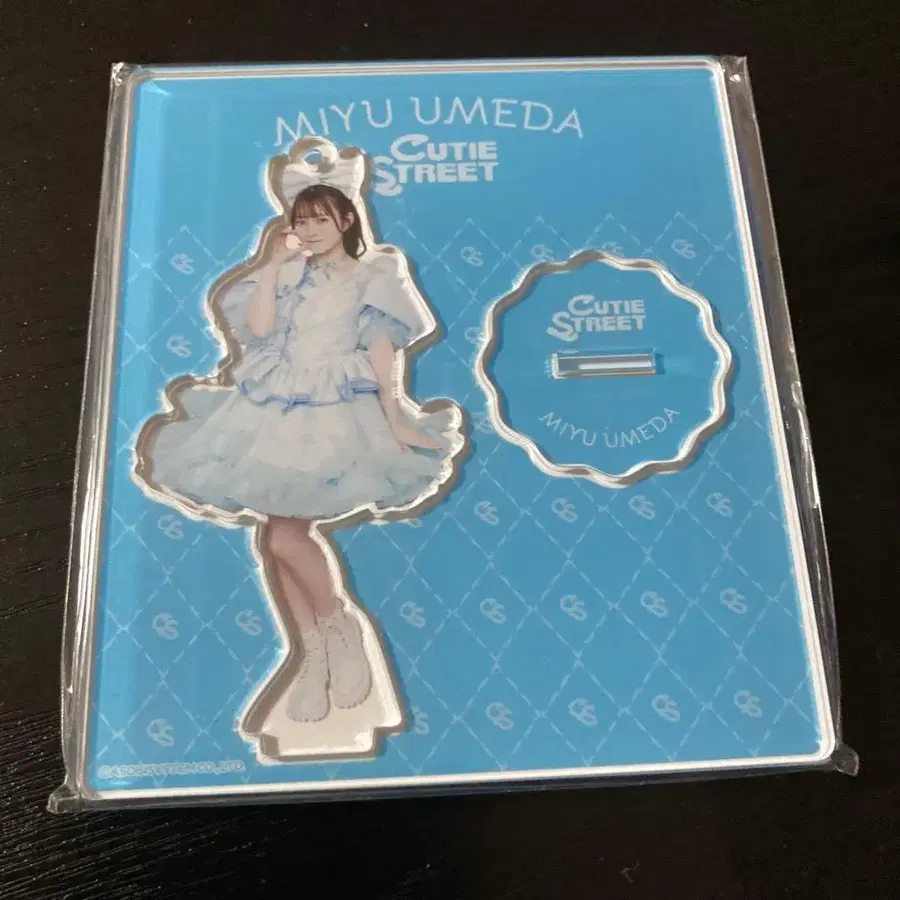 MIYU UMEDA
CUTIE
STREET
CUTIE
STREET
MIYU UMEDA
©ASOBISYSTEM CO.,LTD.